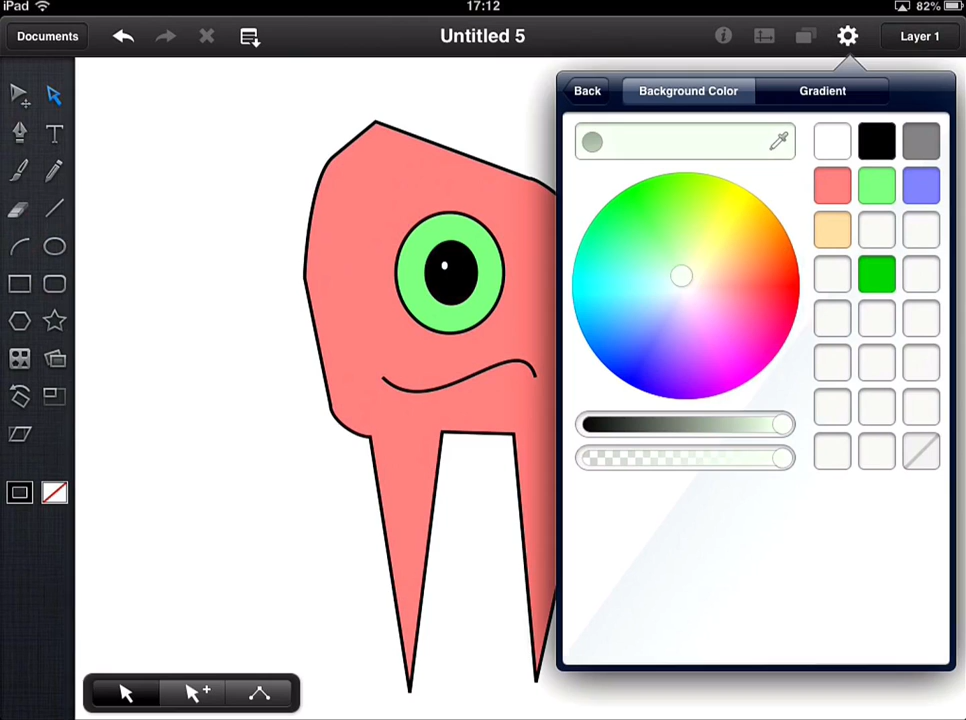 iPad 17:12 82%
Documents Untitled 5 Layer 1
Back Background Color Gradient
T